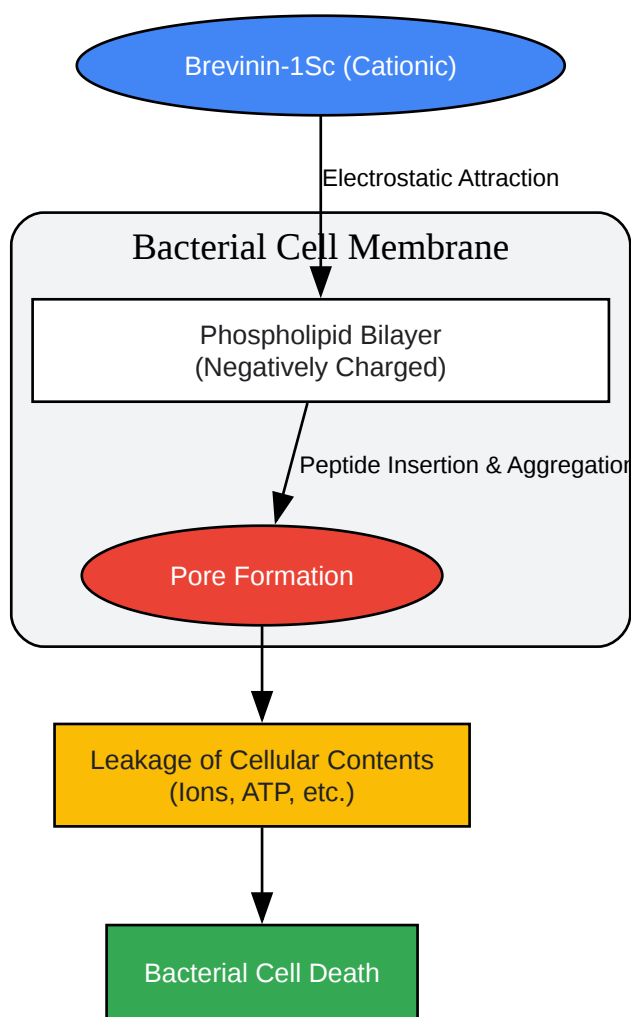 Brevinin-1Sc (Cationic)
Electrostatic Attraction
Bacterial Cell Membrane
Phospholipid Bilayer
(Negatively Charged)
Peptide Insertion & Aggregation
Pore Formation
Leakage of Cellular Contents
(Ions, ATP, etc.)
Bacterial Cell Death